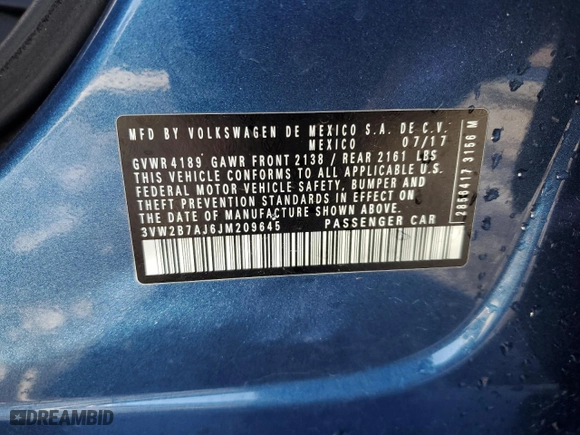 MFD BY VOLKSWAGEN DE MEXICO S.A. DE C.V.
MEXICO 07/17
GVWR 4189 GAWR FRONT 2138 / REAR 2161 LBS
THIS VEHICLE CONFORMS TO ALL APPLICABLE U.S.
FEDERAL MOTOR VEHICLE SAFETY, BUMPER AND
THEFT PREVENTION STANDARDS IN EFFECT ON
THE DATE OF MANUFACTURE SHOWN ABOVE.
3VW2B7AJ6JM209645 PASSENGER CAR
2856417 3156 M
DREAMBID